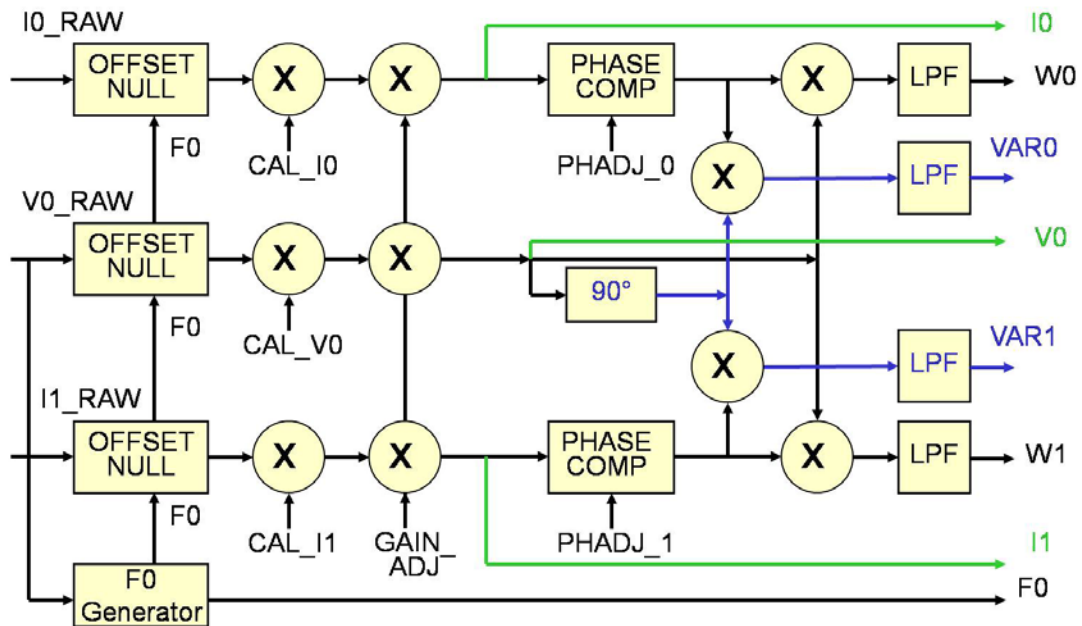 I0_RAW
I0
OFFSET
NULL
X
X
PHASE
COMP
X
LPF
W0
F0
CAL_I0
PHADJ_0
X
LPF
VAR0
V0_RAW
OFFSET
NULL
X
X
V0
90°
F0
CAL_V0
X
LPF
VAR1
I1_RAW
OFFSET
NULL
X
X
PHASE
COMP
X
LPF
W1
F0
CAL_I1
GAIN_
ADJ
PHADJ_1
I1
F0
Generator
F0